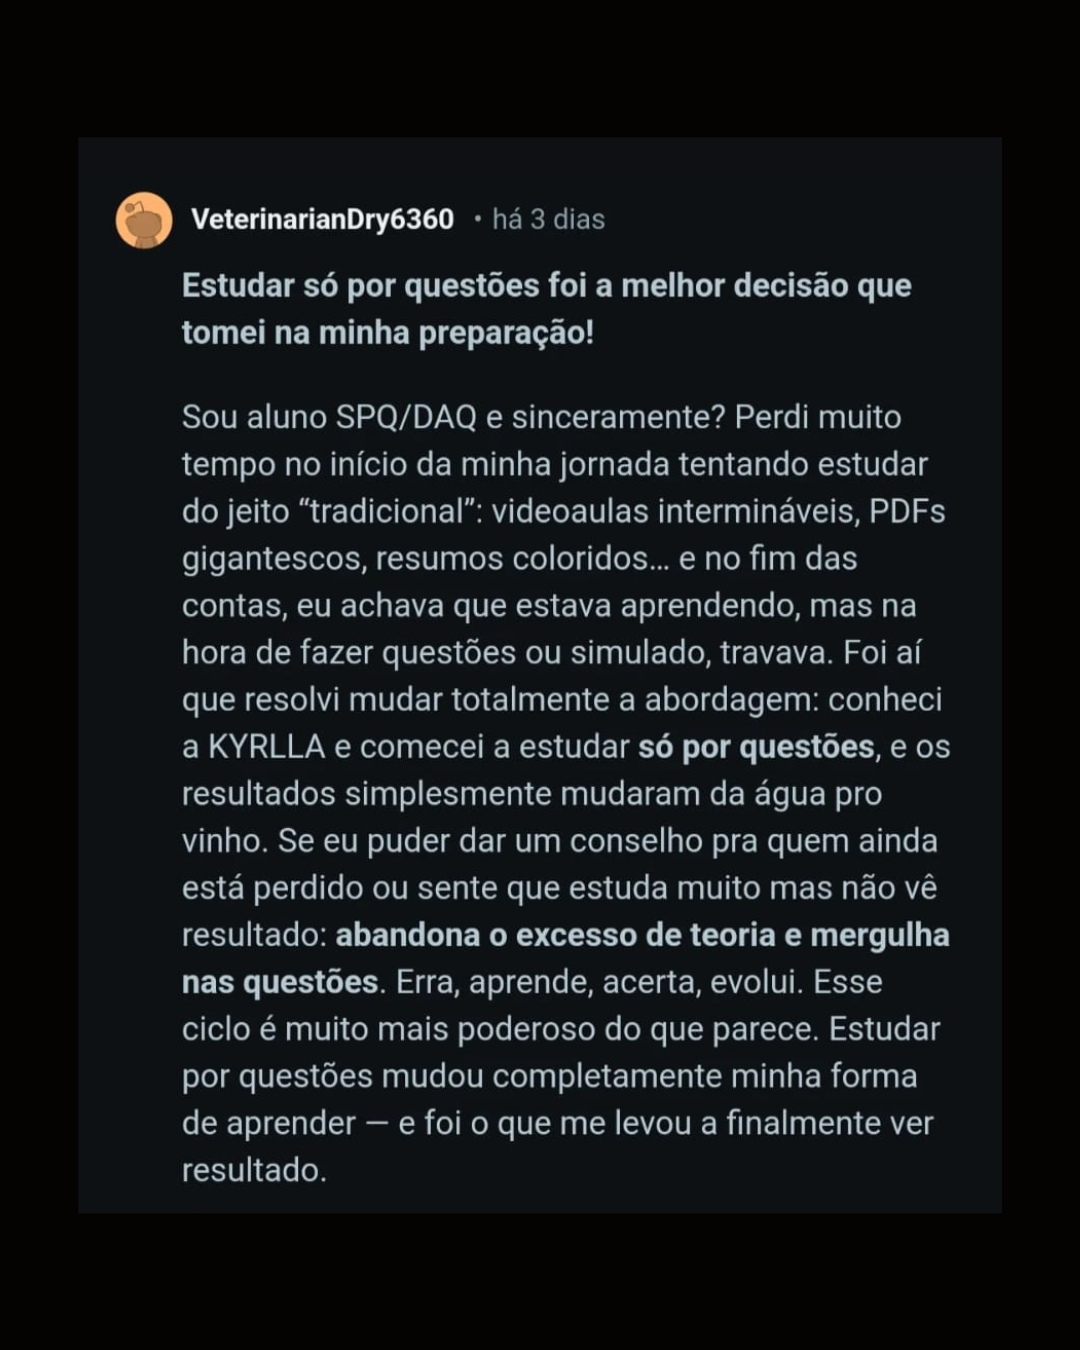 VeterinarianDry6360 • há 3 dias
Estudar só por questões foi a melhor decisão que
tomei na minha preparação!
Sou aluno SPQ/DAQ e sinceramente? Perdi muito
tempo no início da minha jornada tentando estudar
do jeito “tradicional”: videoaulas intermináveis, PDFs
gigantescos, resumos coloridos... e no fim das
contas, eu achava que estava aprendendo, mas na
hora de fazer questões ou simulado, travava. Foi aí
que resolvi mudar totalmente a abordagem: conheci
a KYRLLA e comecei a estudar só por questões, e os
resultados simplesmente mudaram da água pro
vinho. Se eu puder dar um conselho pra quem ainda
está perdido ou sente que estuda muito mas não vê
resultado: abandona o excesso de teoria e mergulha
nas questões. Erra, aprende, acerta, evolui. Esse
ciclo é muito mais poderoso do que parece. Estudar
por questões mudou completamente minha forma
de aprender — e foi o que me levou a finalmente ver
resultado.